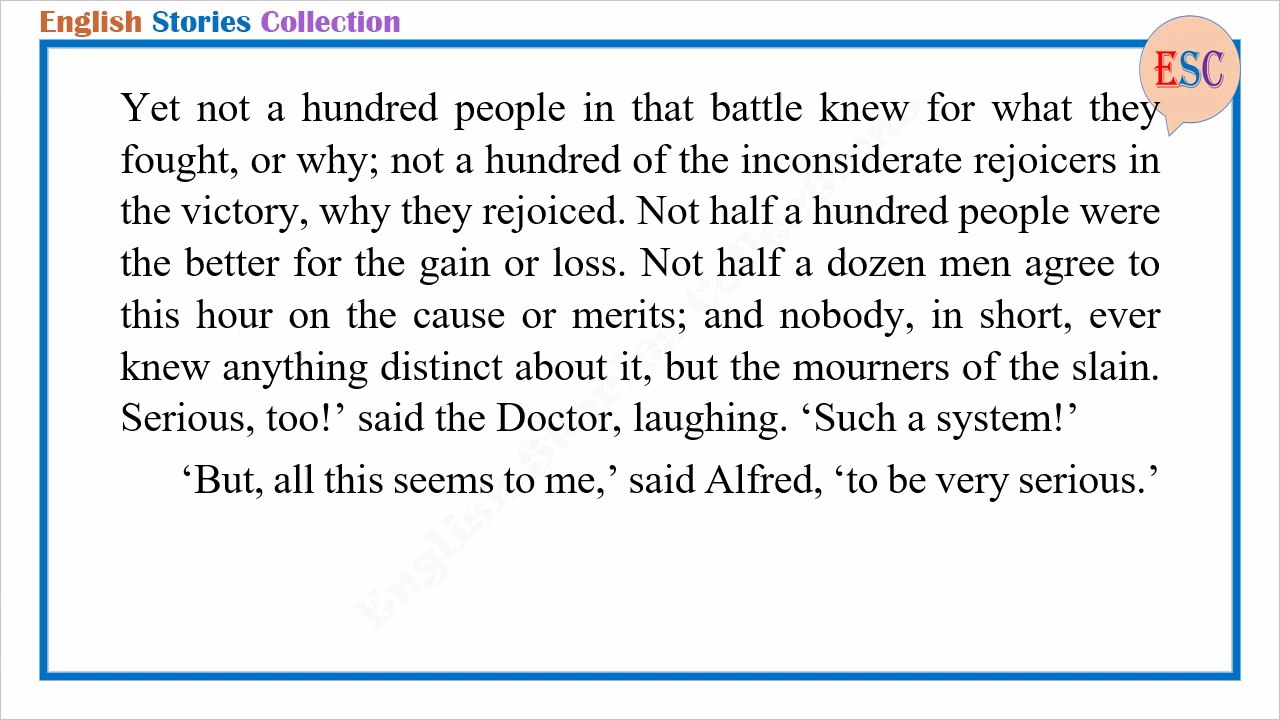 English Stories Collection
ESC
Yet not a hundred people in that battle knew for what they
fought, or why; not a hundred of the inconsiderate rejoicers in
the victory, why they rejoiced. Not half a hundred people were
the better for the gain or loss. Not half a dozen men agree to
this hour on the cause or merits; and nobody, in short, ever
knew anything distinct about it, but the mourners of the slain.
Serious, too!’ said the Doctor, laughing. ‘Such a system!’
‘But, all this seems to me,’ said Alfred, ‘to be very serious.’
English Stories Collection